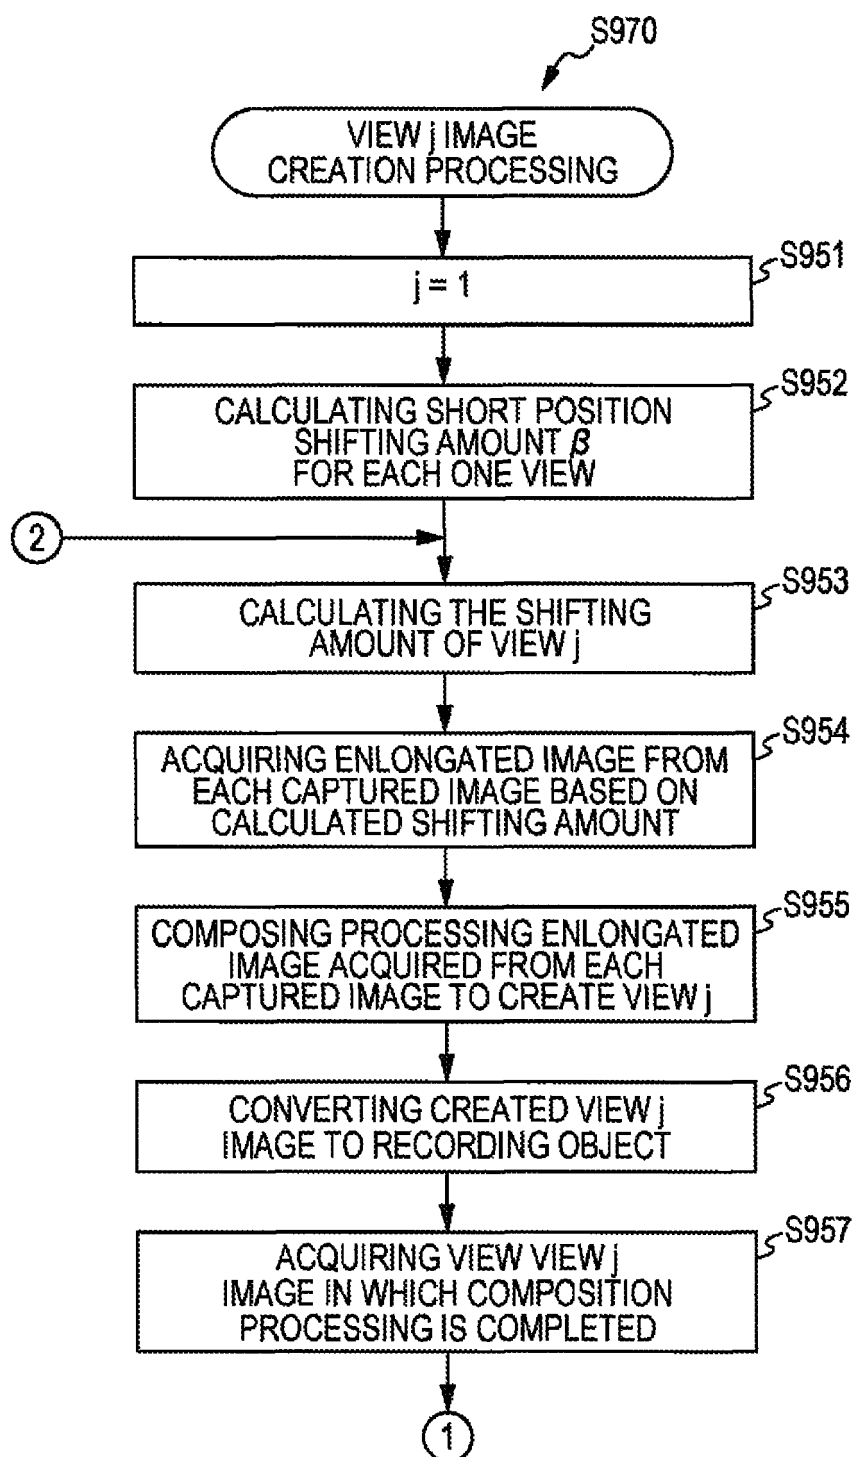 S970
VIEW j IMAGE
CREATION PROCESSING
S951
j = 1
S952
CALCULATING SHORT POSITION
SHIFTING AMOUNT β
FOR EACH ONE VIEW
2
S953
CALCULATING THE SHIFTING
AMOUNT OF VIEW j
S954
ACQUIRING ENLONGATED IMAGE FROM
EACH CAPTURED IMAGE BASED ON
CALCULATED SHIFTING AMOUNT
S955
COMPOSING PROCESSING ENLONGATED
IMAGE ACQUIRED FROM EACH
CAPTURED IMAGE TO CREATE VIEW j
S956
CONVERTING CREATED VIEW j
IMAGE TO RECORDING OBJECT
S957
ACQUIRING VIEW VIEW j
IMAGE IN WHICH COMPOSITION
PROCESSING IS COMPLETED
1